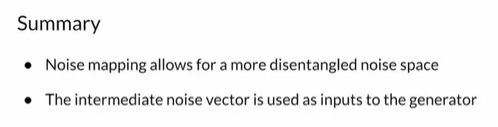 Summary
● Noise mapping allows for a more disentangled noise space
● The intermediate noise vector is used as inputs to the generator